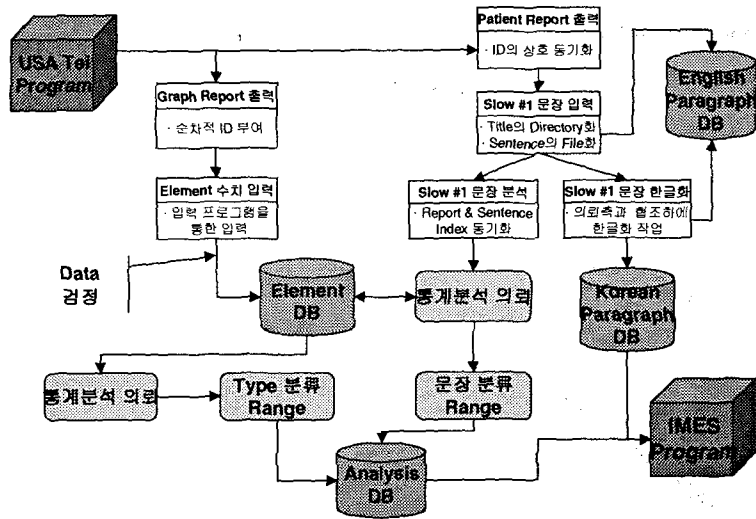 Patient Report 출력
· ID의 상호 동기화
USA Tel
Program
English
Paragraph
DB
Graph Report 출력
· 순차적 ID 부여
Slow #1 문장 입력
· Title의 Directory화
· Sentence의 File화
Element 수치 입력
· 입력 프로그램을
통한 입력
Slow #1 문장 분석
· Report & Sentence
Index 동기화
Slow #1 문장 한글화
· 의뢰측과 협조하에
한글화 작업
Data
검정
Element
DB
통계분석 의뢰
Korean
Paragraph
DB
통계분석 의뢰
Type 분류
Range
문장 분류
Range
IMES
Program
Analysis
DB